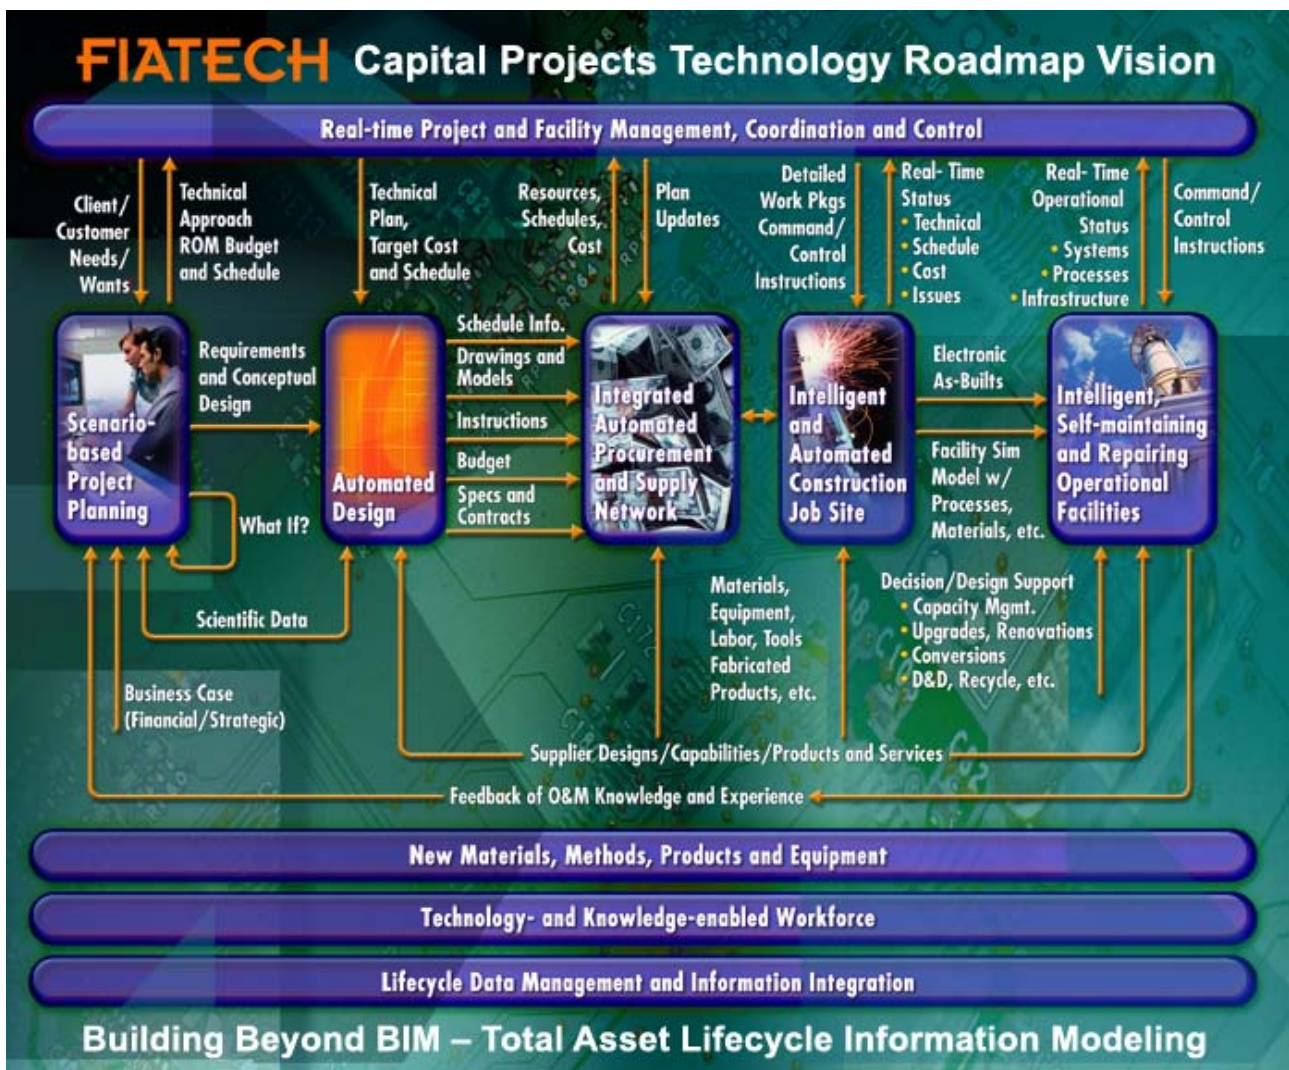 FIATECH Capital Projects Technology Roadmap Vision
Real-time Project and Facility Management, Coordination and Control
Client/
Customer
Needs/
Wants
Technical
Approach
ROM Budget
and Schedule
Technical
Plan,
Target Cost
and Schedule
Resources,
Schedules,
Cost
Plan
Updates
Detailed
Work Pkgs
Command/
Control
Instructions
Real- Time
Status
• Technical
• Schedule
• Cost
• Issues
Real- Time
Operational
Status
• Systems
• Processes
• Infrastructure
Command/
Control
Instructions
Scenario-
based
Project
Planning
Requirements
and Conceptual
Design
What If?
Automated
Design
Schedule Info.
Drawings and
Models
Instructions
Budget
Specs and
Contracts
Integrated
Automated
Procurement
and Supply
Network
Intelligent
and
Automated
Construction
Job Site
Electronic
As-Builts
Facility Sim
Model w/
Processes,
Materials, etc.
Intelligent,
Self-maintaining
and Repairing
Operational
Facilities
Scientific Data
Business Case
(Financial/Strategic)
Materials,
Equipment,
Labor, Tools
Fabricated
Products, etc.
Decision/Design Support
• Capacity Mgmt.
• Upgrades, Renovations
• Conversions
• D&D, Recycle, etc.
Supplier Designs/Capabilities/Products and Services
Feedback of O&M Knowledge and Experience
New Materials, Methods, Products and Equipment
Technology- and Knowledge-enabled Workforce
Lifecycle Data Management and Information Integration
Building Beyond BIM – Total Asset Lifecycle Information Modeling